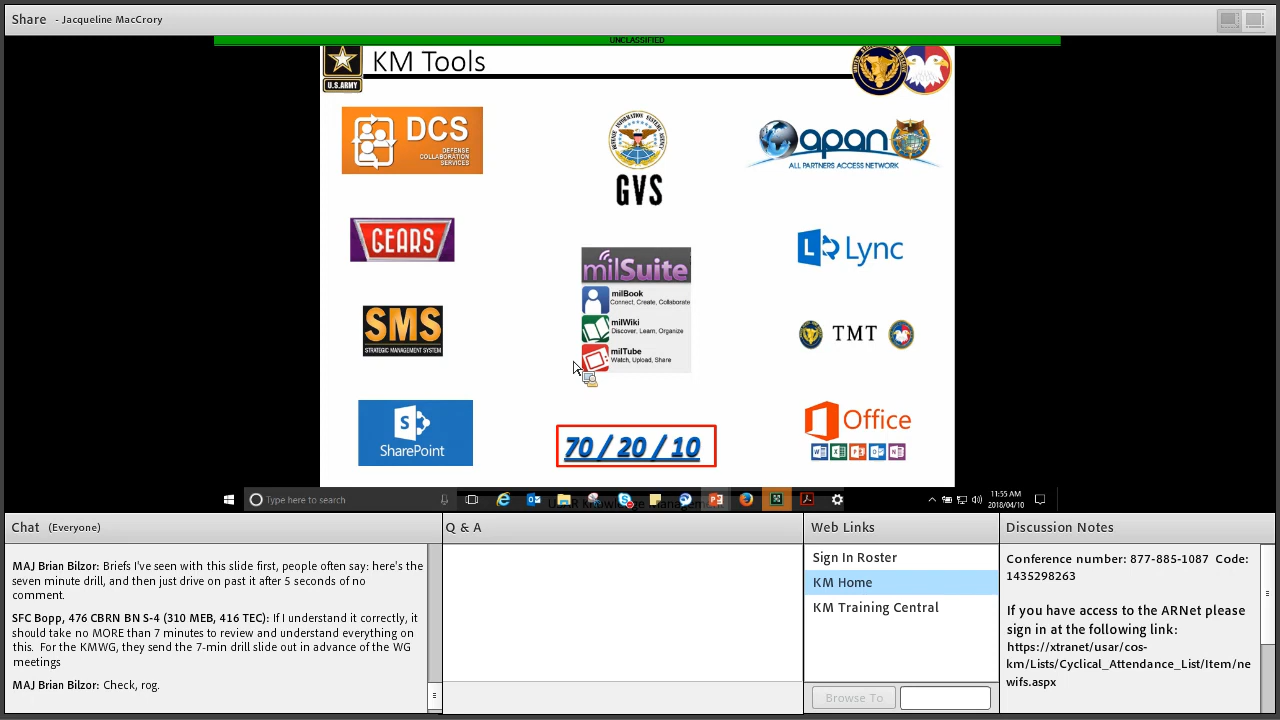 Share - Jacqueline MacCrory
UNCLASSIFIED
KM Tools
U.S.ARMY
DCS
DEFENSE
COLLABORATION
SERVICES
GVS
apan
ALL PARTNERS ACCESS NETWORK
GEARS
milSuite
milBook
Connect, Create, Collaborate
milWiki
Discover, Learn, Organize
milTube
Watch, Upload, Share
Lync
SMS
STRATEGIC MANAGEMENT SYSTEM
TMT
SharePoint
70 / 20 / 10
Office
Type here to search
11:55 AM
2018/04/10
Chat (Everyone)
MAJ Brian Bilzor: Briefs I've seen with this slide first, people often say: here's the
seven minute drill, and then just drive on past it after 5 seconds of no
comment.
SFC Bopp, 476 CBRN BN S-4 (310 MEB, 416 TEC): If I understand it correctly, it
should take no MORE than 7 minutes to review and understand everything on
this. For the KMWG, they send the 7-min drill slide out in advance of the WG
meetings
MAJ Brian Bilzor: Check, rog.
Q & A
Web Links
Sign In Roster
KM Home
KM Training Central
Browse To
Discussion Notes
Conference number: 877-885-1087 Code:
1435298263
If you have access to the ARNet please
sign in at the following link:
https://xtranet/usar/cos-
km/Lists/Cyclical_Attendance_List/Item/ne
wifs.aspx